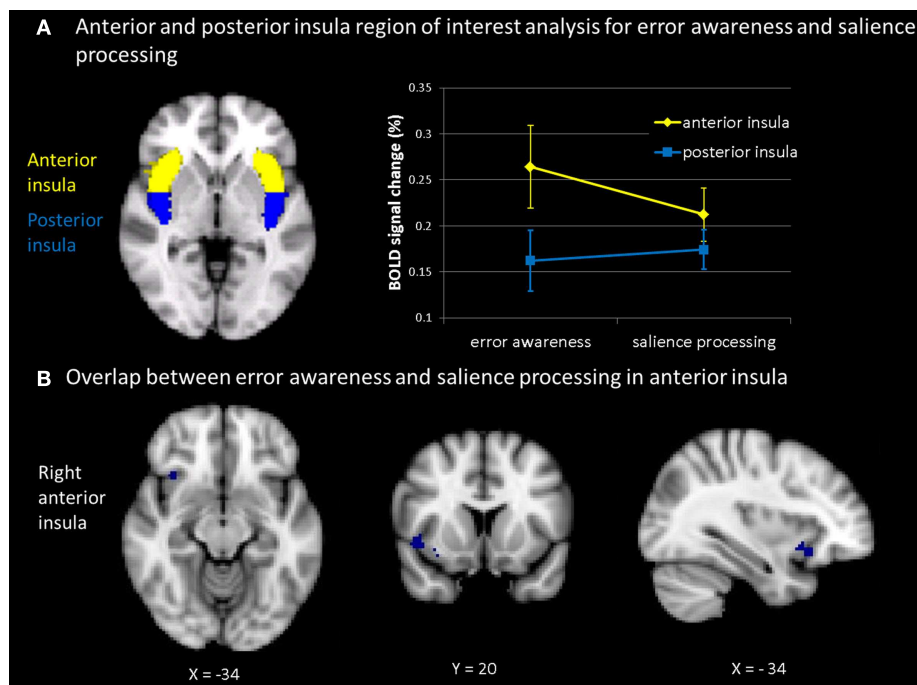 A Anterior and posterior insula region of interest analysis for error awareness and salience
processing
Anterior
insula
Posterior
insula
BOLD signal change (%)
0.35
0.3
0.25
0.2
0.15
0.1
anterior insula
posterior insula
error awareness salience processing
B Overlap between error awareness and salience processing in anterior insula
Right
anterior
insula
X = -34 Y = 20 X = - 34